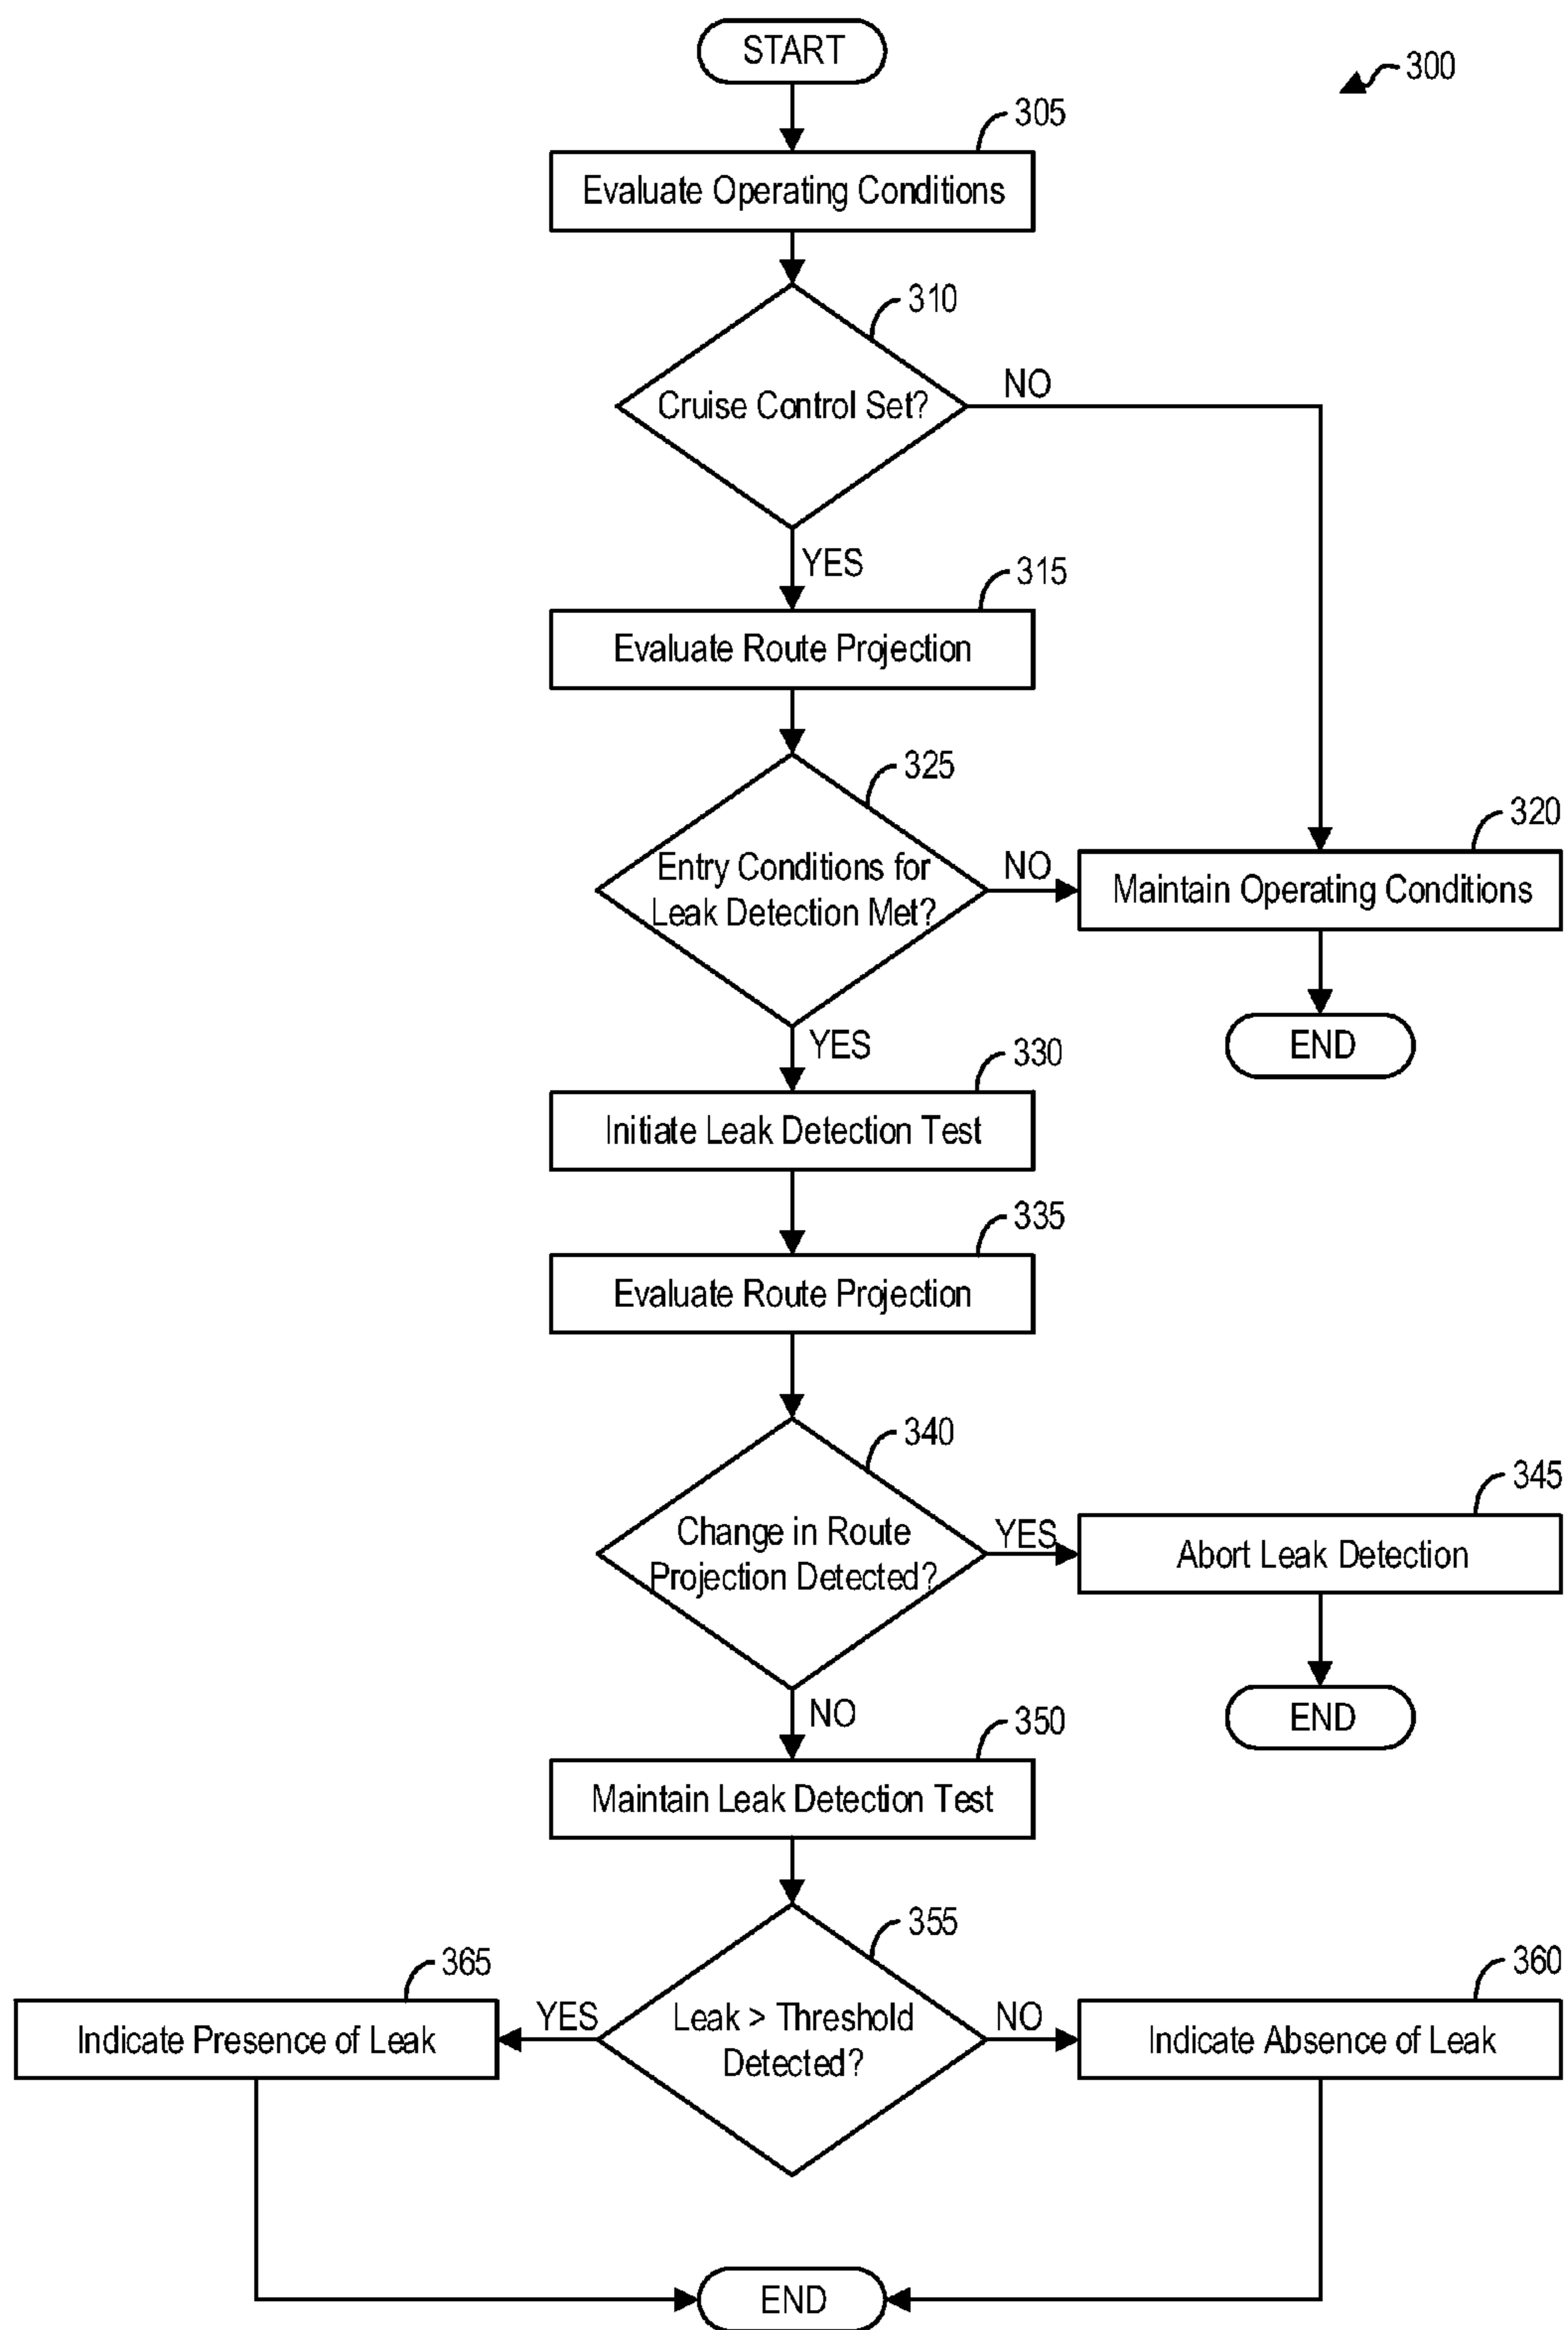 START
300
305
Evaluate Operating Conditions
310
Cruise Control Set?
NO
YES
315
Evaluate Route Projection
325
Entry Conditions for
Leak Detection Met?
NO
320
Maintain Operating Conditions
END
YES
330
Initiate Leak Detection Test
335
Evaluate Route Projection
340
Change in Route
Projection Detected?
YES
345
Abort Leak Detection
END
NO
350
Maintain Leak Detection Test
355
Leak > Threshold
Detected?
YES
365
Indicate Presence of Leak
NO
360
Indicate Absence of Leak
END